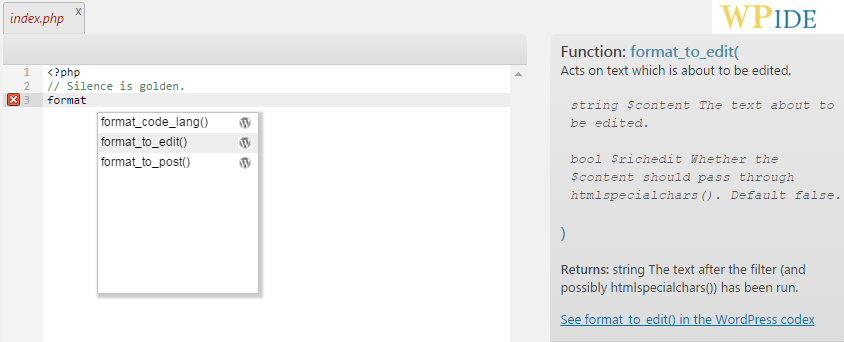 index.php
X
WPIDE
1 <?php
2 // Silence is golden.
3 format
format_code_lang()
format_to_edit()
format_to_post()
Function: format_to_edit(
Acts on text which is about to be edited.
string $content The text about to
be edited.
bool $richedit Whether the
$content should pass through
htmlspecialchars(). Default false.
)
Returns: string The text after the filter (and
possibly htmlspecialchars()) has been run.
See format_to_edit() in the WordPress codex